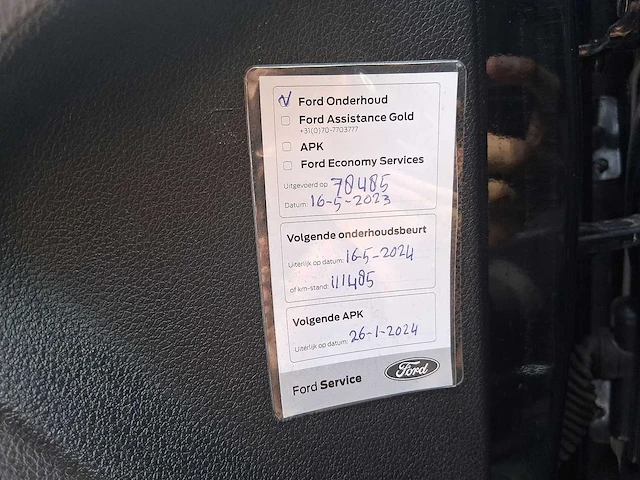 Ford Onderhoud
Ford Assistance Gold
+31(0)70-7703777
APK
Ford Economy Services
Uitgevoerd op 78485
Datum: 16-5-2023
Volgende onderhoudsbeurt
Uiterlijk op datum: 16-5-2024
of km-stand: 111485
Volgende APK
Uiterlijk op datum: 26-1-2024
Ford Service
Ford